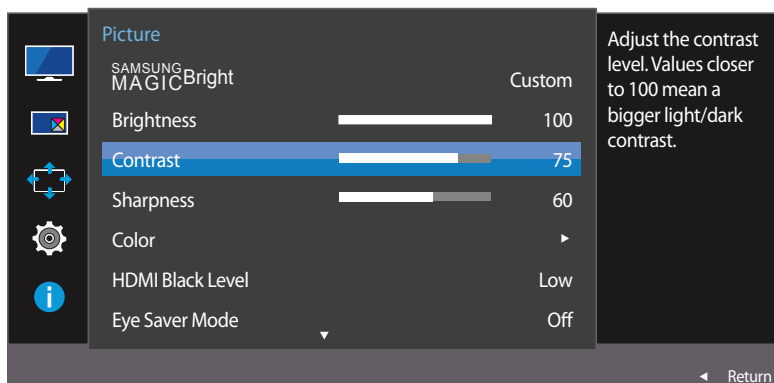 Picture
SAMSUNG
MAGICBright Custom
Brightness 100
Contrast 75
Sharpness 60
Color ►
HDMI Black Level Low
Eye Saver Mode Off
▼
Adjust the contrast
level. Values closer
to 100 mean a
bigger light/dark
contrast.
◄ Return